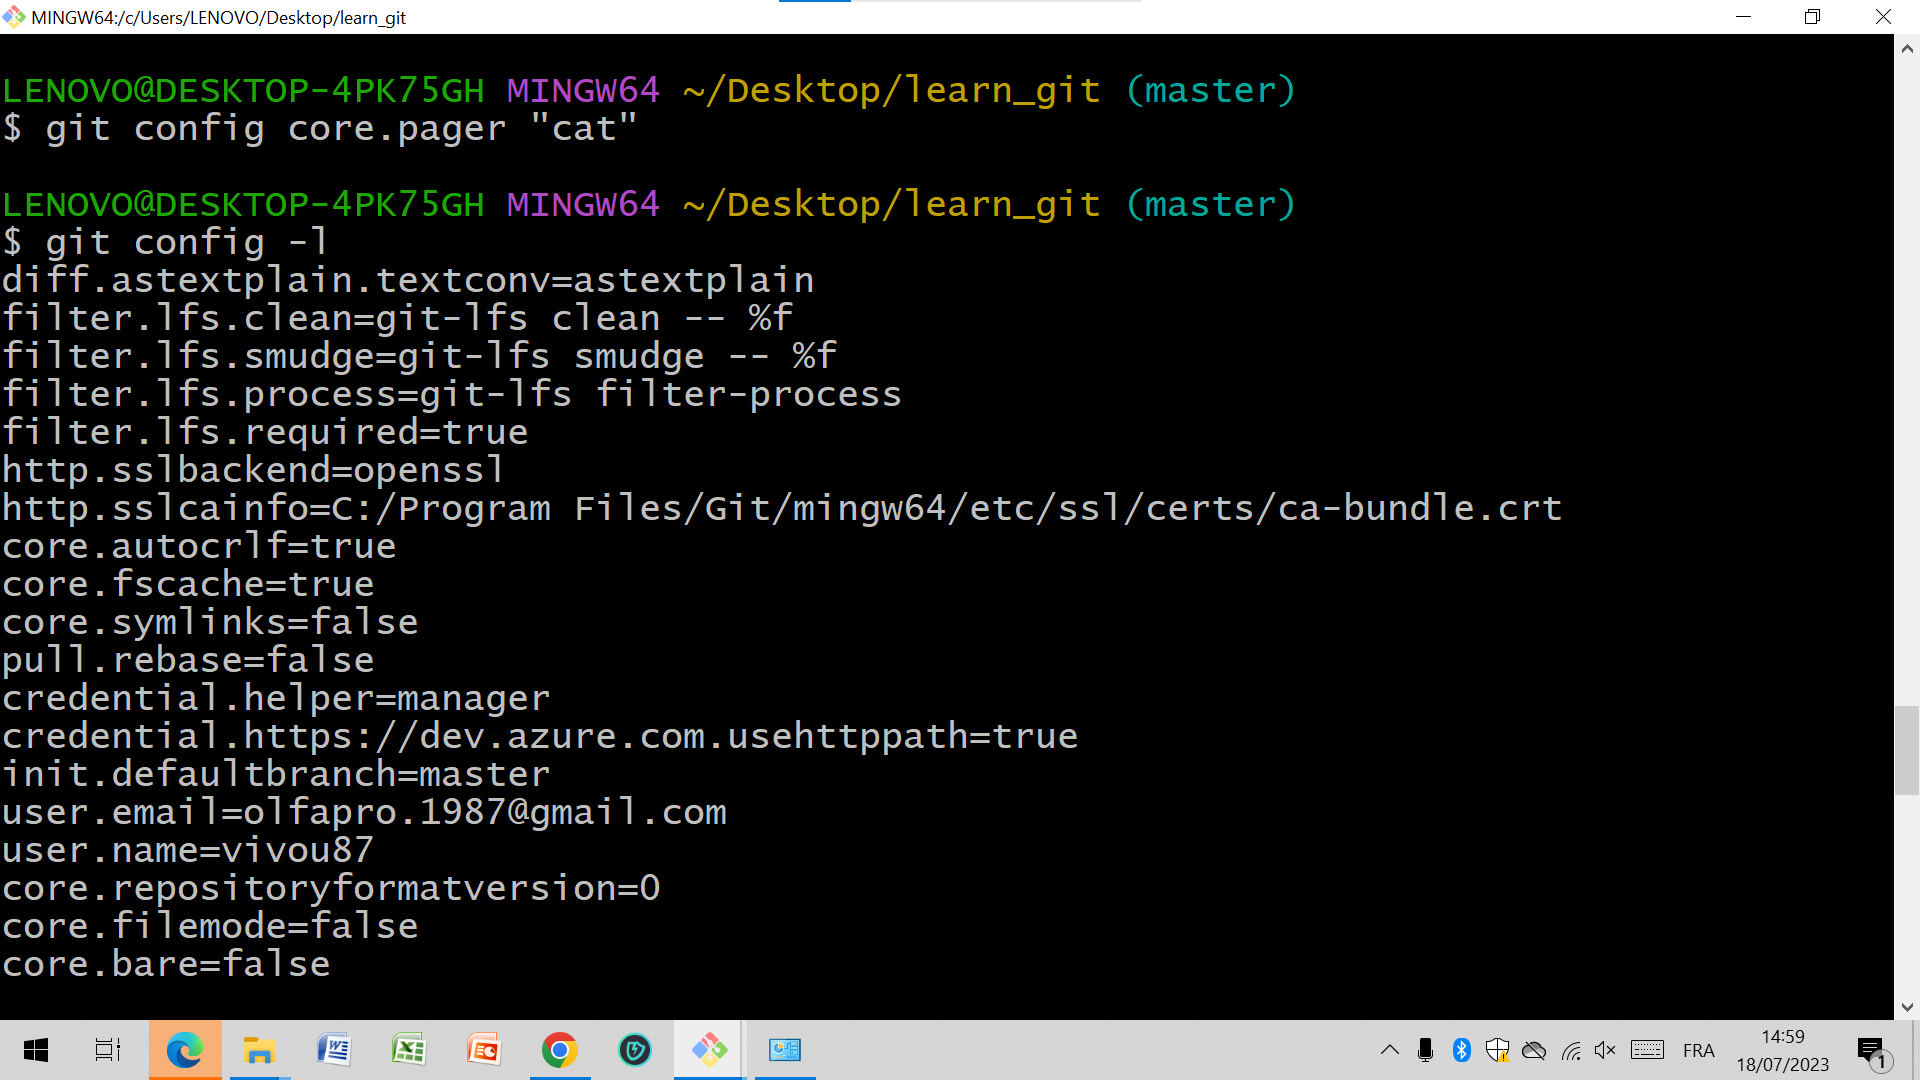 MINGW64:/c/Users/LENOVO/Desktop/learn_git
LENOVO@DESKTOP-4PK75GH MINGW64 ~/Desktop/learn_git (master)
$ git config core.pager "cat"
LENOVO@DESKTOP-4PK75GH MINGW64 ~/Desktop/learn_git (master)
$ git config -l
diff.astextplain.textconv=astextplain
filter.lfs.clean=git-lfs clean -- %f
filter.lfs.smudge=git-lfs smudge -- %f
filter.lfs.process=git-lfs filter-process
filter.lfs.required=true
http.sslbackend=openssl
http.sslcainfo=C:/Program Files/Git/mingw64/etc/ssl/certs/ca-bundle.crt
core.autocrlf=true
core.fscache=true
core.symlinks=false
pull.rebase=false
credential.helper=manager
credential.https://dev.azure.com.usehttppath=true
init.defaultbranch=master
user.email=olfapro.1987@gmail.com
user.name=vivou87
core.repositoryformatversion=0
core.filemode=false
core.bare=false
FRA
14:59
18/07/2023
1